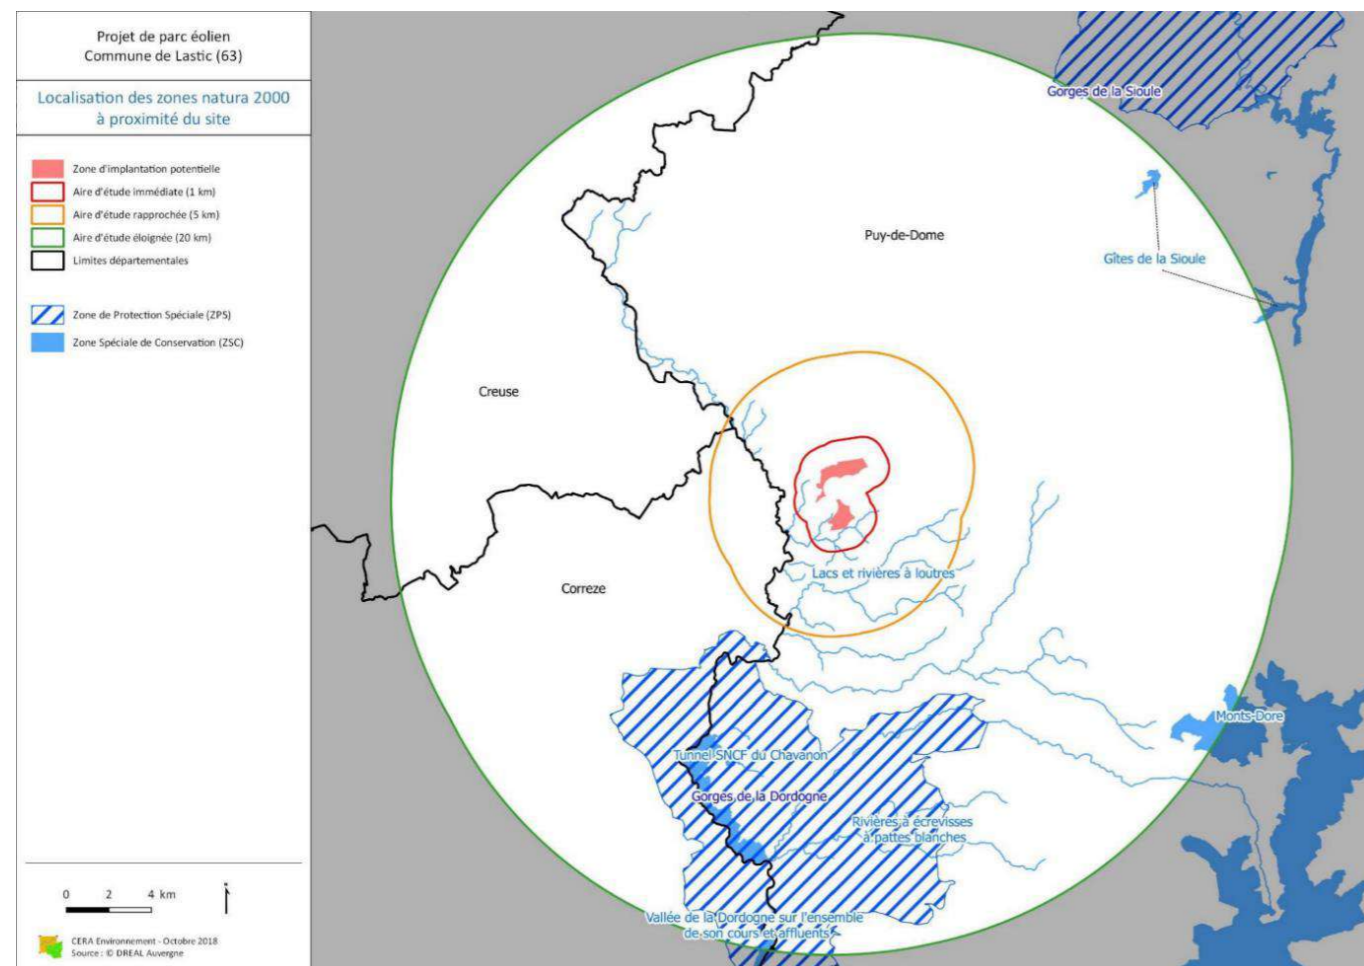 Projet de parc éolien
Commune de Lastic (63)
Localisation des zones natura 2000
à proximité du site
Zone d'implantation potentielle
Aire d'étude immédiate (1 km)
Aire d'étude rapprochée (5 km)
Aire d'étude éloignée (20 km)
Limites départementales
Zone de Protection Spéciale (ZPS)
Zone Spéciale de Conservation (ZSC)
0 2 4 km
CERA Environnement - Octobre 2018
Source : © DREAL Auvergne
Gorges de la Sioule
Puy-de-Dome
Gîtes de la Sioule
Creuse
Lacs et rivières à loutres
Correze
Monts-Dore
Tunnel SNCF du Chavanon
Gorges de la Dordogne
Rivières à écrevisses
à pattes blanches
Vallée de la Dordogne sur l'ensemble
de son cours et affluents